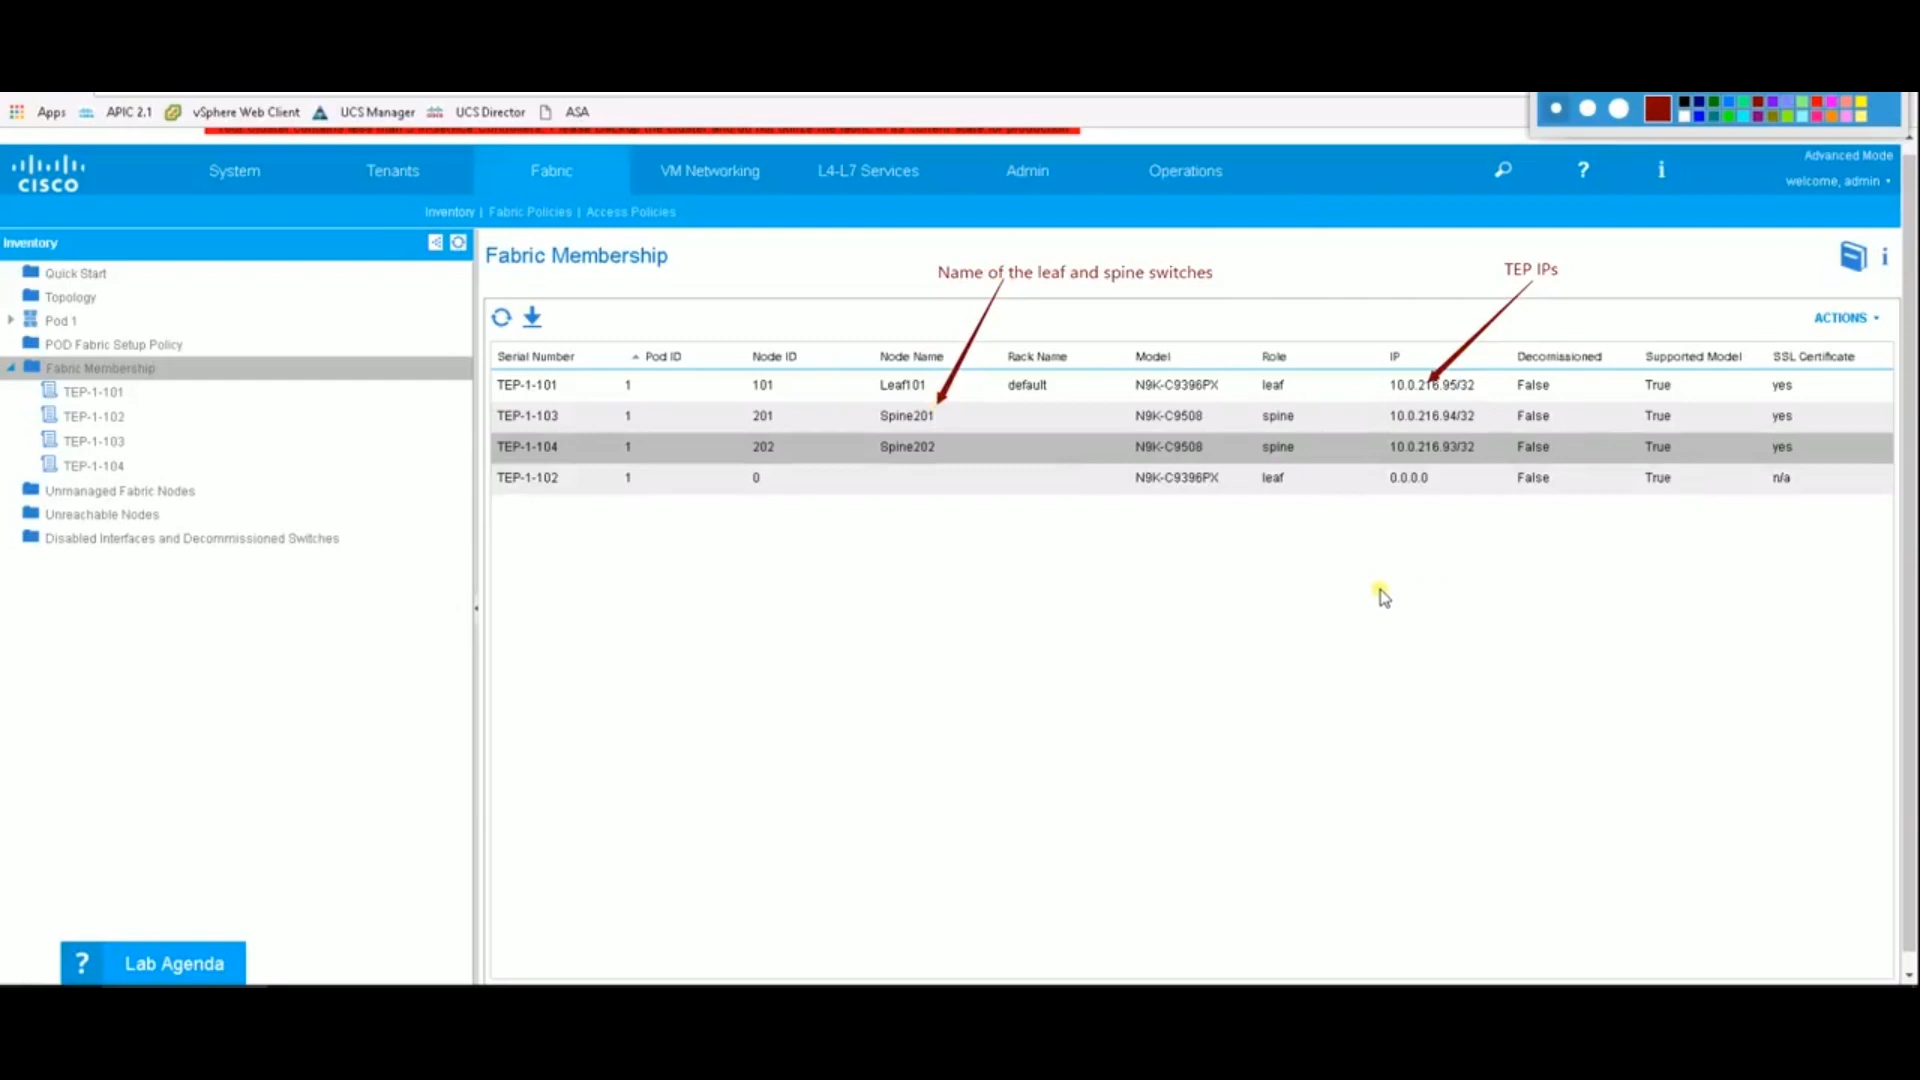 Apps APIC 2.1 vSphere Web Client UCS Manager UCS Director ASA
CISCO
System Tenants Fabric VM Networking L4-L7 Services Admin Operations
? i
Advanced Mode
welcome, admin
Inventory | Fabric Policies | Access Policies
Inventory
Quick Start
Topology
Pod 1
POD Fabric Setup Policy
Fabric Membership
TEP-1-101
TEP-1-102
TEP-1-103
TEP-1-104
Unmanaged Fabric Nodes
Unreachable Nodes
Disabled Interfaces and Decommissioned Switches
? Lab Agenda
Fabric Membership
i
Name of the leaf and spine switches
TEP IPs
ACTIONS
Serial Number Pod ID Node ID Node Name Rack Name Model Role IP Decomissioned Supported Model SSL Certificate
TEP-1-101 1 101 Leaf101 default N9K-C9396PX leaf 10.0.216.95/32 False True yes
TEP-1-103 1 201 Spine201 N9K-C9508 spine 10.0.216.94/32 False True yes
TEP-1-104 1 202 Spine202 N9K-C9508 spine 10.0.216.93/32 False True yes
TEP-1-102 1 0 N9K-C9396PX leaf 0.0.0.0 False True n/a